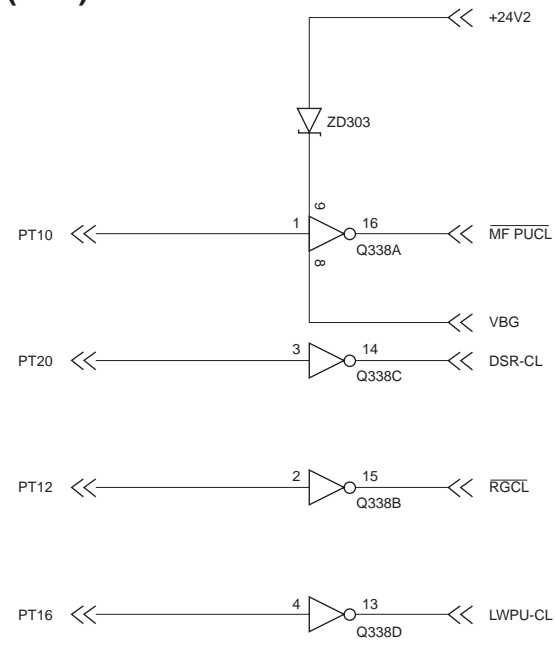 +24V2
ZD303
9
1
16
PT10
MF PUCL
Q338A
8
VBG
3
14
PT20
DSR-CL
Q338C
2
15
PT12
RGCL
Q338B
4
13
PT16
LWPU-CL
Q338D